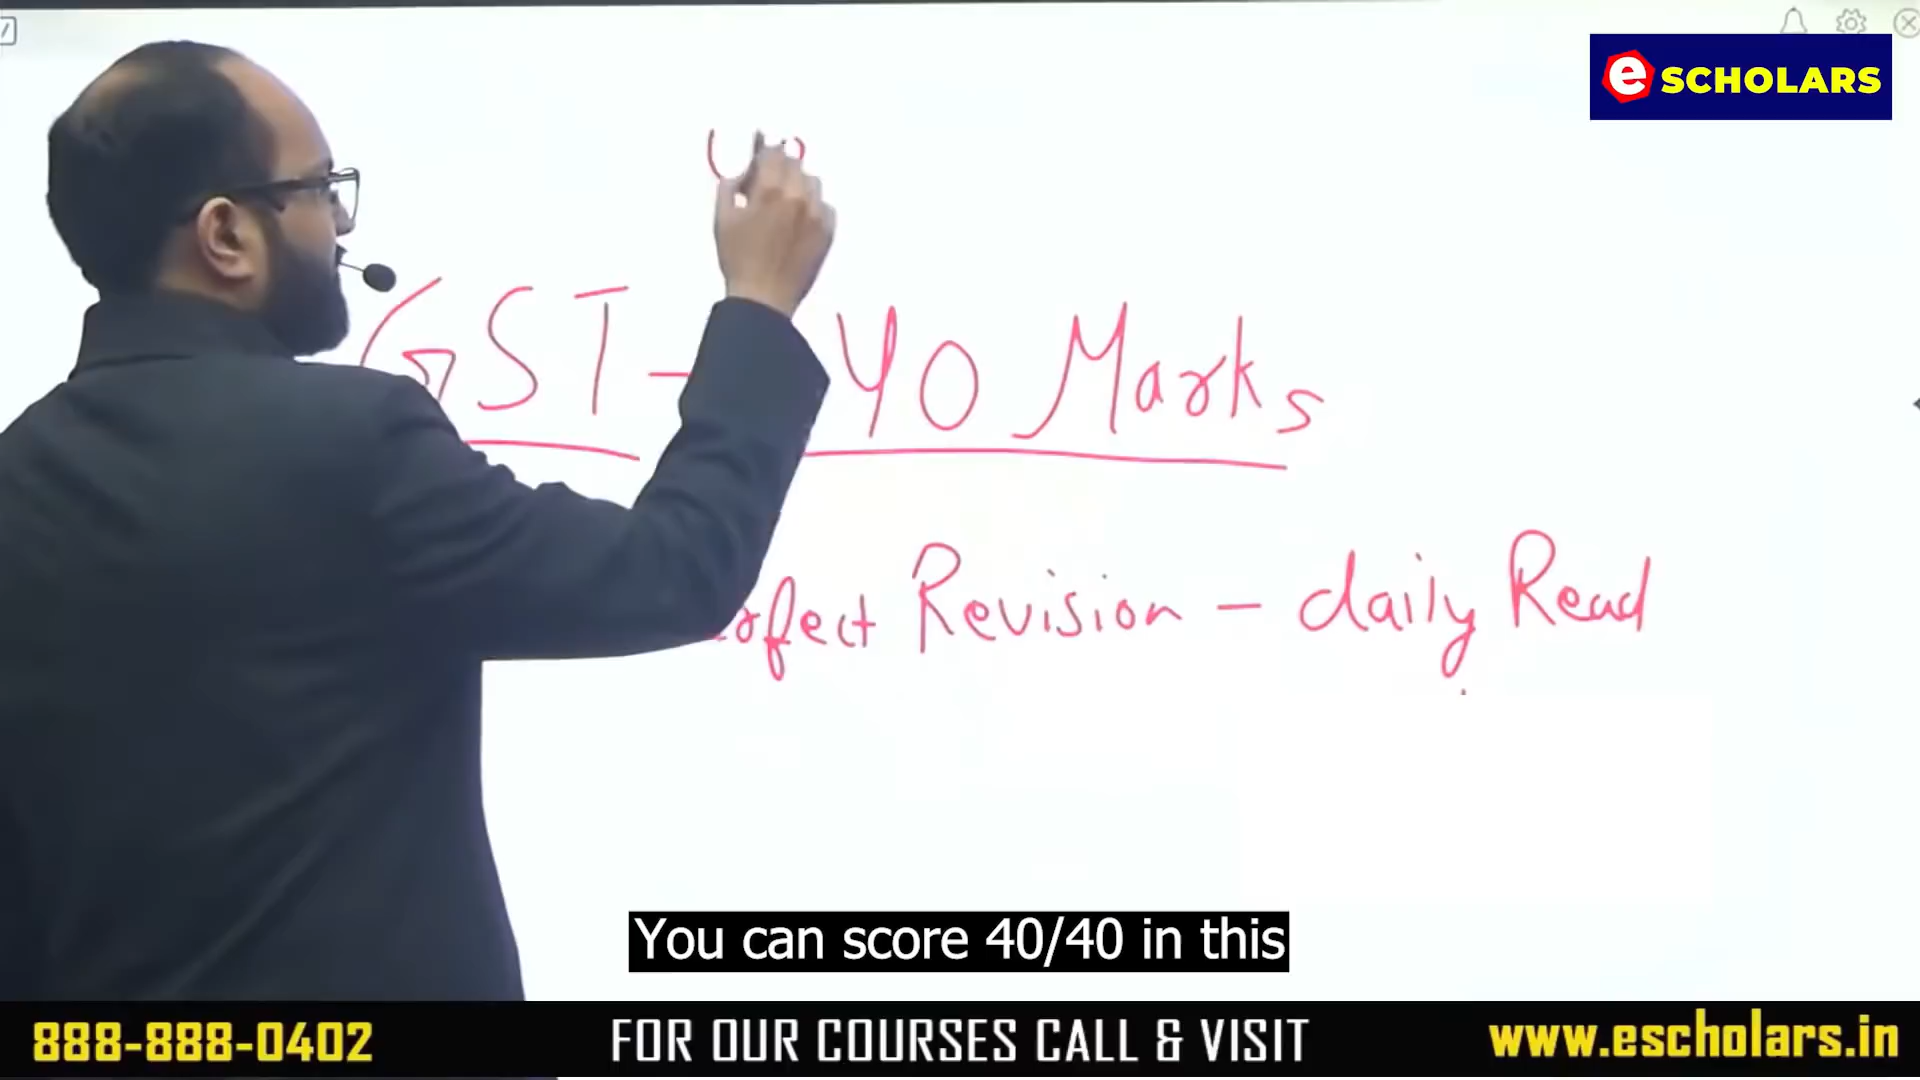 e SCHOLARS
GST - 40 Marks
Revision - daily Read
You can score 40/40 in this
888-888-0402 FOR OUR COURSES CALL & VISIT www.escholars.in